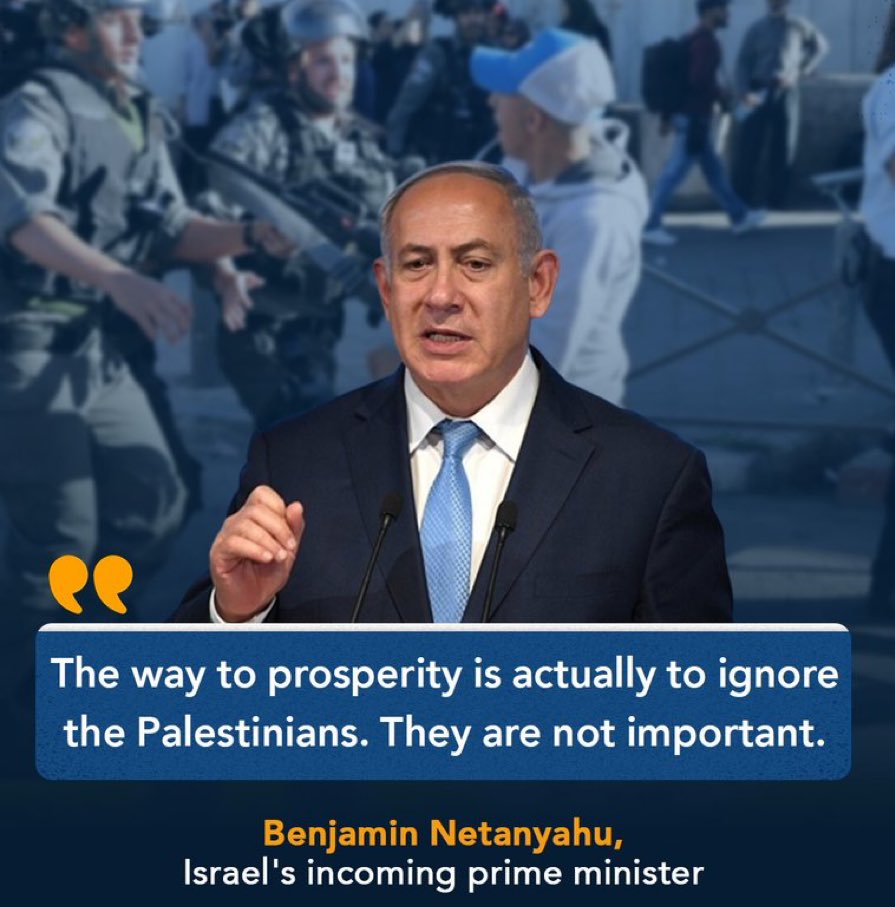 The way to prosperity is actually to ignore
the Palestinians. They are not important.
Benjamin Netanyahu,
Israel's incoming prime minister